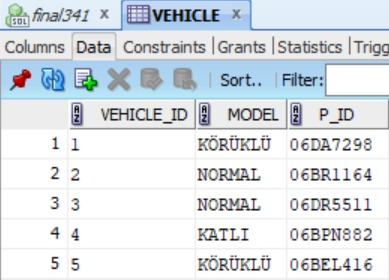 final341 x VEHICLE x
Columns Data Constraints |Grants |Statistics |Trigg
Sort.. Filter:
VEHICLE_ID MODEL P_ID
1 1 KÖRÜKLÜ 06DA7298
2 2 NORMAL 06BR1164
3 3 NORMAL 06DR5511
4 4 KATLI 06BPN882
5 5 KÖRÜKLÜ 06BEL416